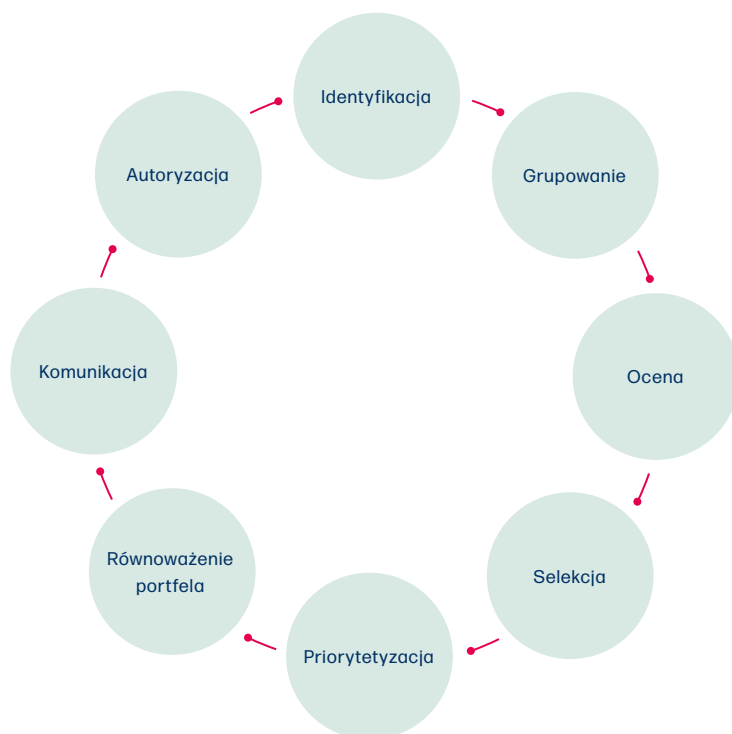 Identyfikacja
Grupowanie
Ocena
Selekcja
Priorytetyzacja
Równoważenie
portfela
Komunikacja
Autoryzacja